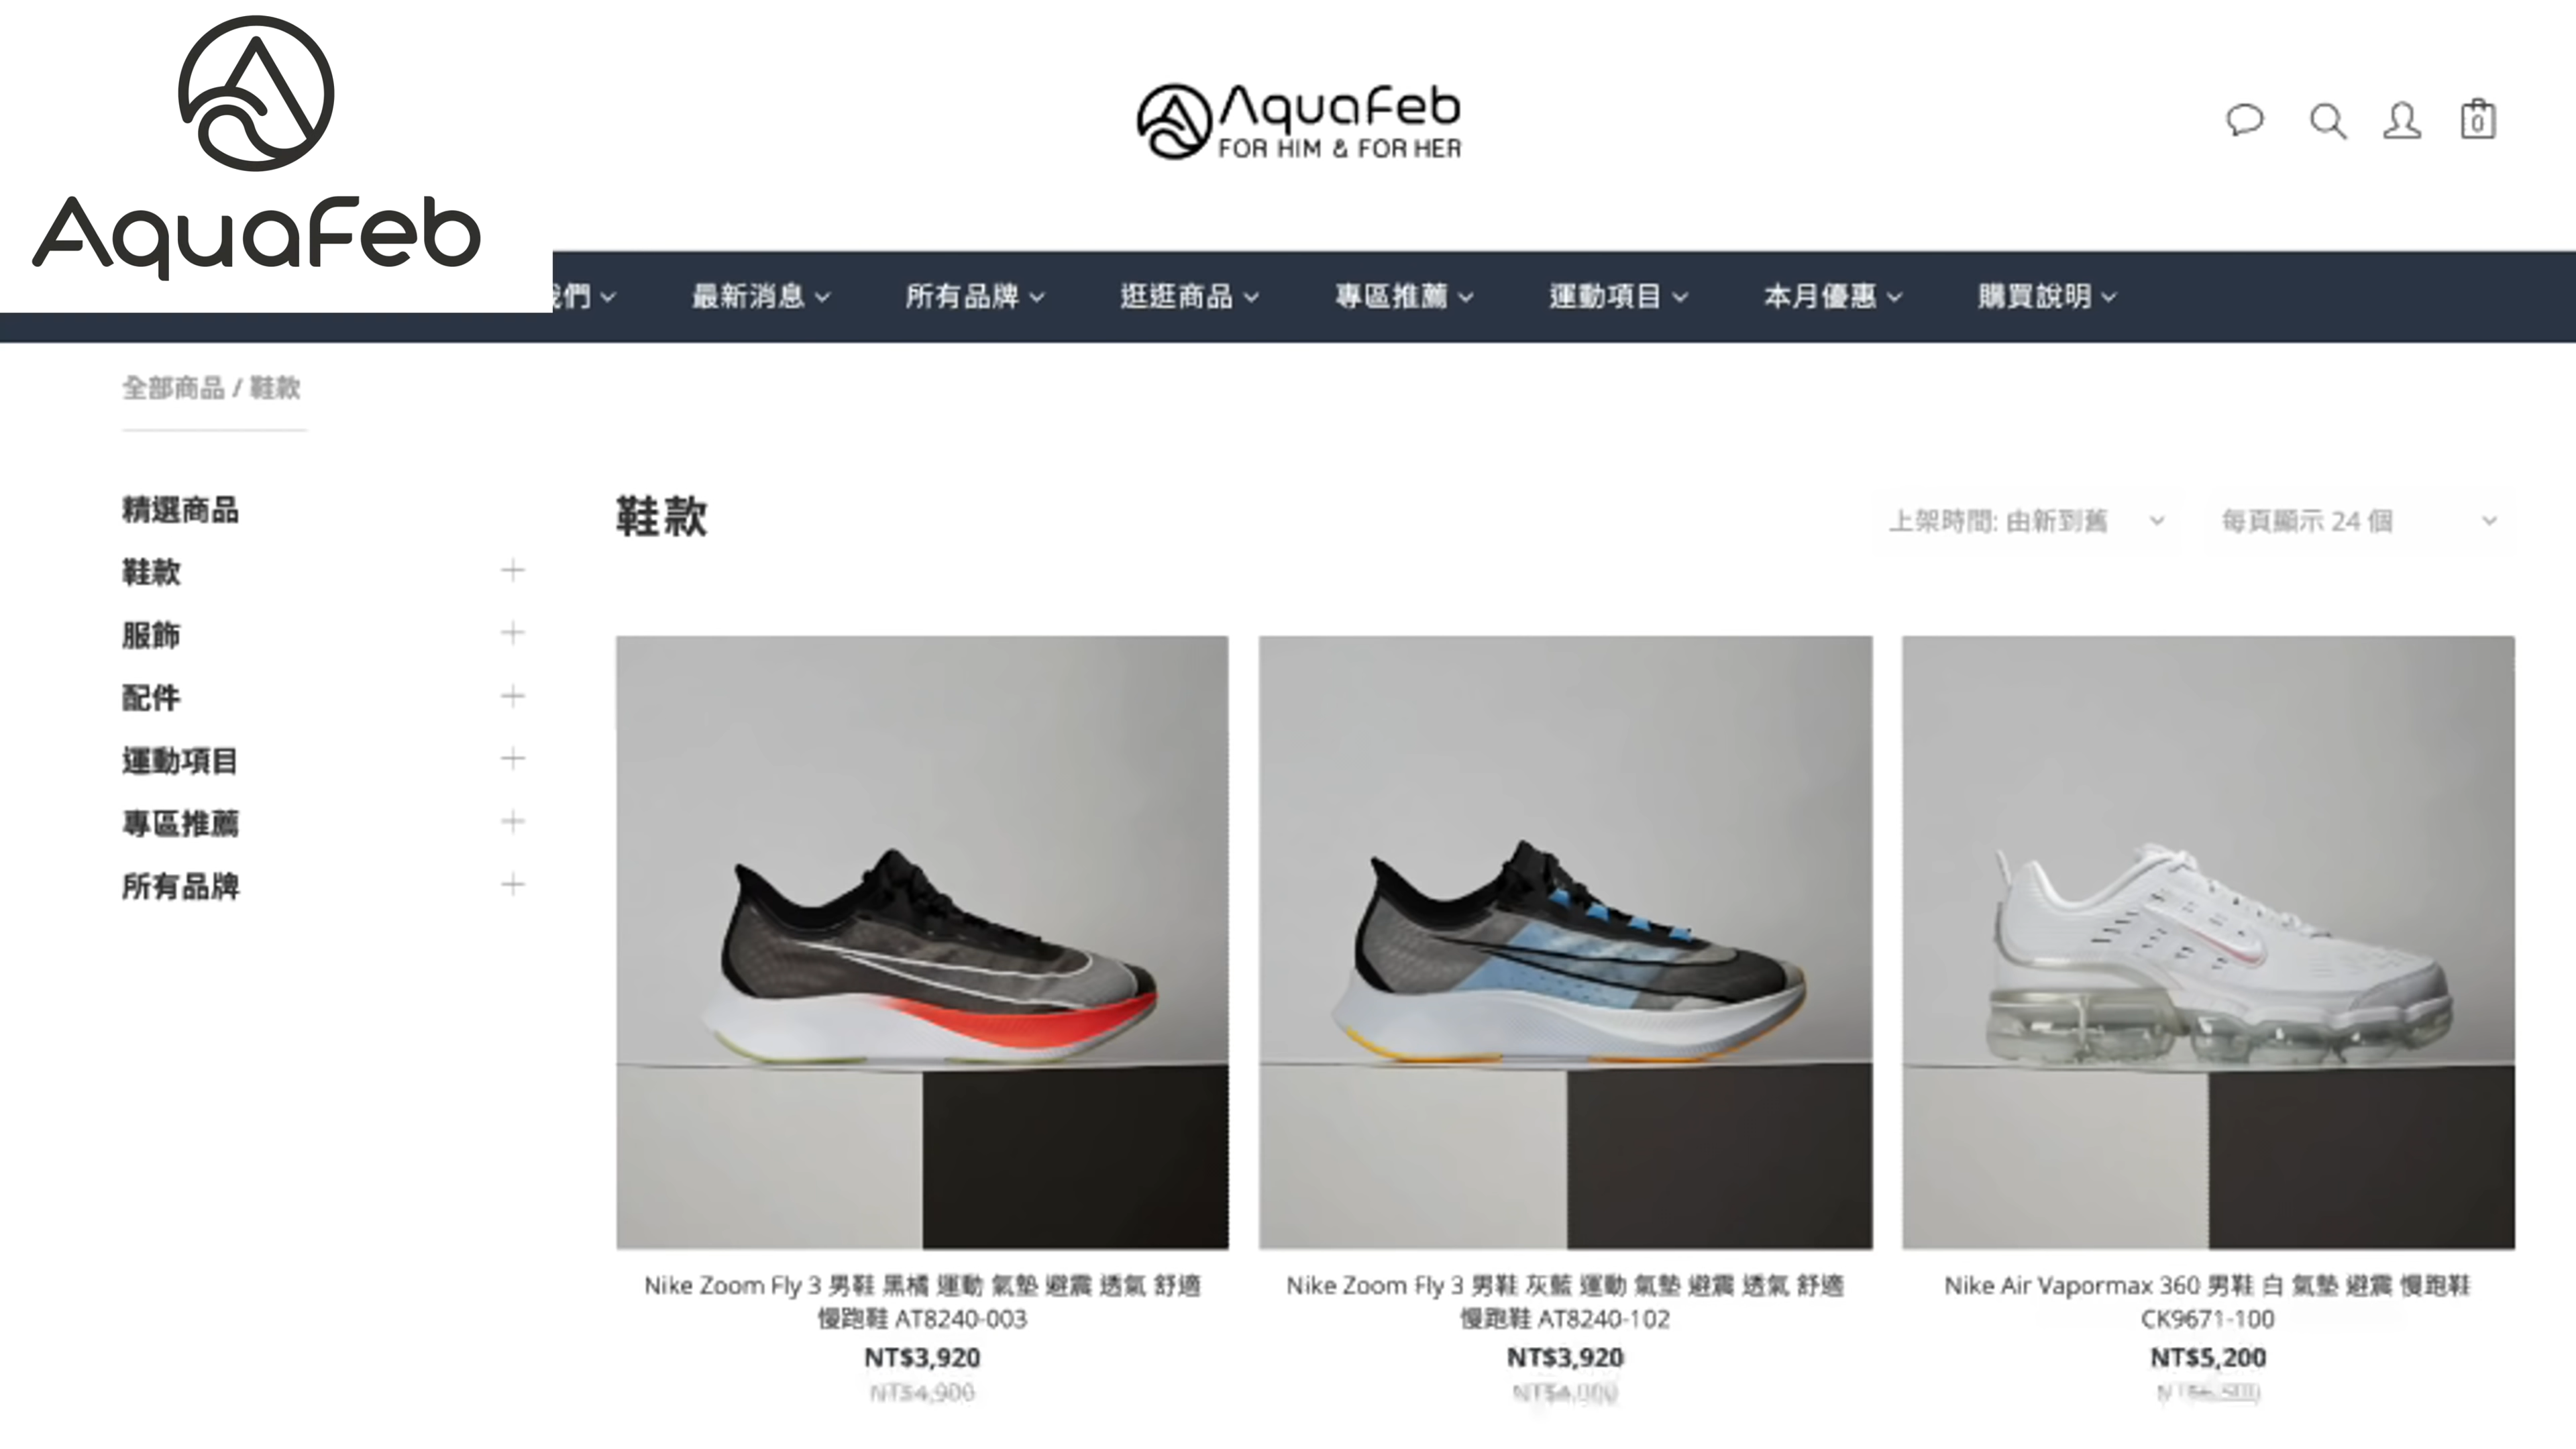 AquaFeb
AquaFeb
FOR HIM & FOR HER
0
們
最新消息
所有品牌
逛逛商品
專區推薦
運動項目
本月優惠
購買說明
全部商品 / 鞋款
精選商品
鞋款
服飾
配件
運動項目
專區推薦
所有品牌
鞋款
上架時間: 由新到舊
每頁顯示 24 個
Nike Zoom Fly 3 男鞋 黑橘 運動 氣墊 避震 透氣 舒適
慢跑鞋 AT8240-003
NT$3,920
NT$4,900
Nike Zoom Fly 3 男鞋 灰藍 運動 氣墊 避震 透氣 舒適
慢跑鞋 AT8240-102
NT$3,920
Nike Air Vapormax 360 男鞋 白 氣墊 避震 慢跑鞋
CK9671-100
NT$5,200